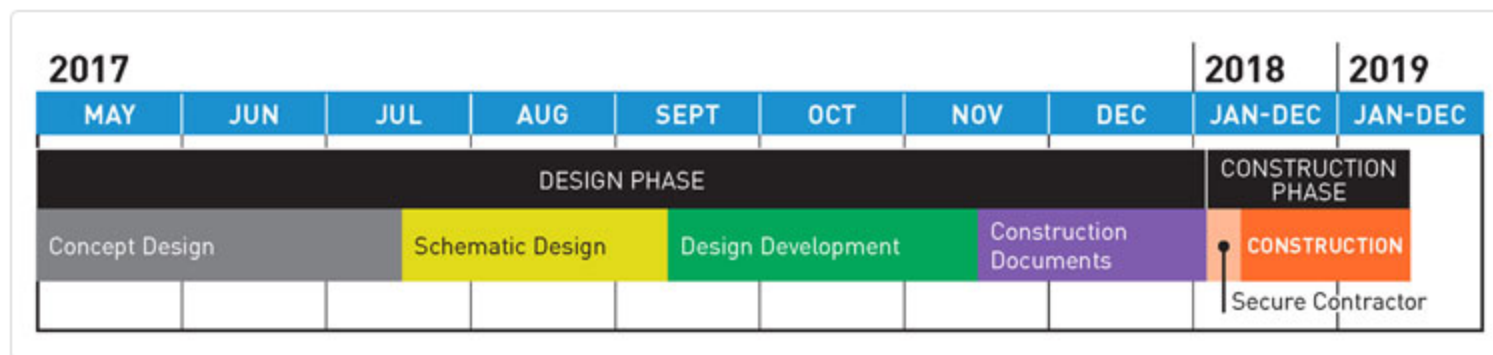 2017 2018 2019
MAY JUN JUL AUG SEPT OCT NOV DEC JAN-DEC JAN-DEC
DESIGN PHASE
CONSTRUCTION
PHASE
Concept Design
Schematic Design
Design Development
Construction
Documents
CONSTRUCTION
Secure Contractor